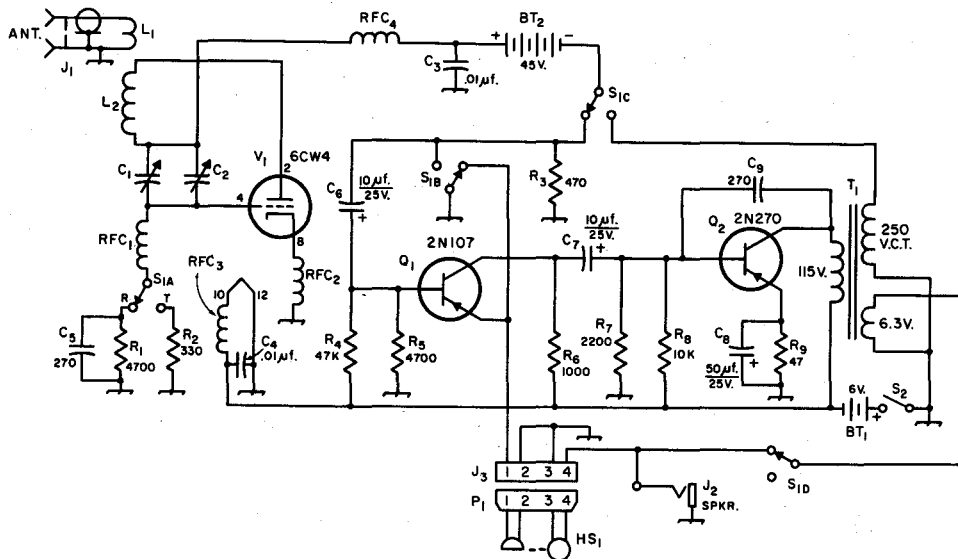 ANT.
J1
L1
L2
RFC4
BT2
+ −
45V.
C3
.01µf.
S1C
V1
6CW4
2
4
8
C1
C2
C6
10µf.
25V.
+
S1B
R3
470
C9
270
T1
250
V.C.T.
115V.
6.3V.
RFC1
RFC2
RFC3
10
12
S1A
R
T
C5
270
R1
4700
R2
330
C4
.01µf.
2N107
Q1
C7
10µf.
25V.
+
Q2
2N270
R4
47K
R5
4700
R6
1000
R7
2200
R8
10K
C8
50µf.
25V.
+
R9
47
6V.
+
BT1
S2
J3
1 2 3 4
P1
1 2 3 4
HS1
J2
SPKR.
S1D